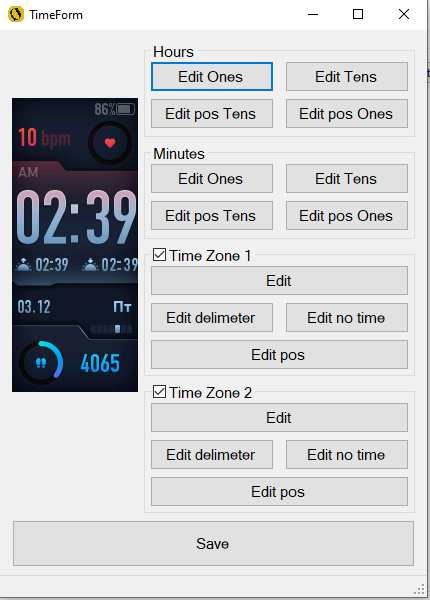 TimeForm
86%
10 bpm
AM
02:39
02:39 02:39
03.12 Пт
4065
Hours
Edit Ones Edit Tens
Edit pos Tens Edit pos Ones
Minutes
Edit Ones Edit Tens
Edit pos Tens Edit pos Ones
Time Zone 1
Edit
Edit delimeter Edit no time
Edit pos
Time Zone 2
Edit
Edit delimeter Edit no time
Edit pos
Save